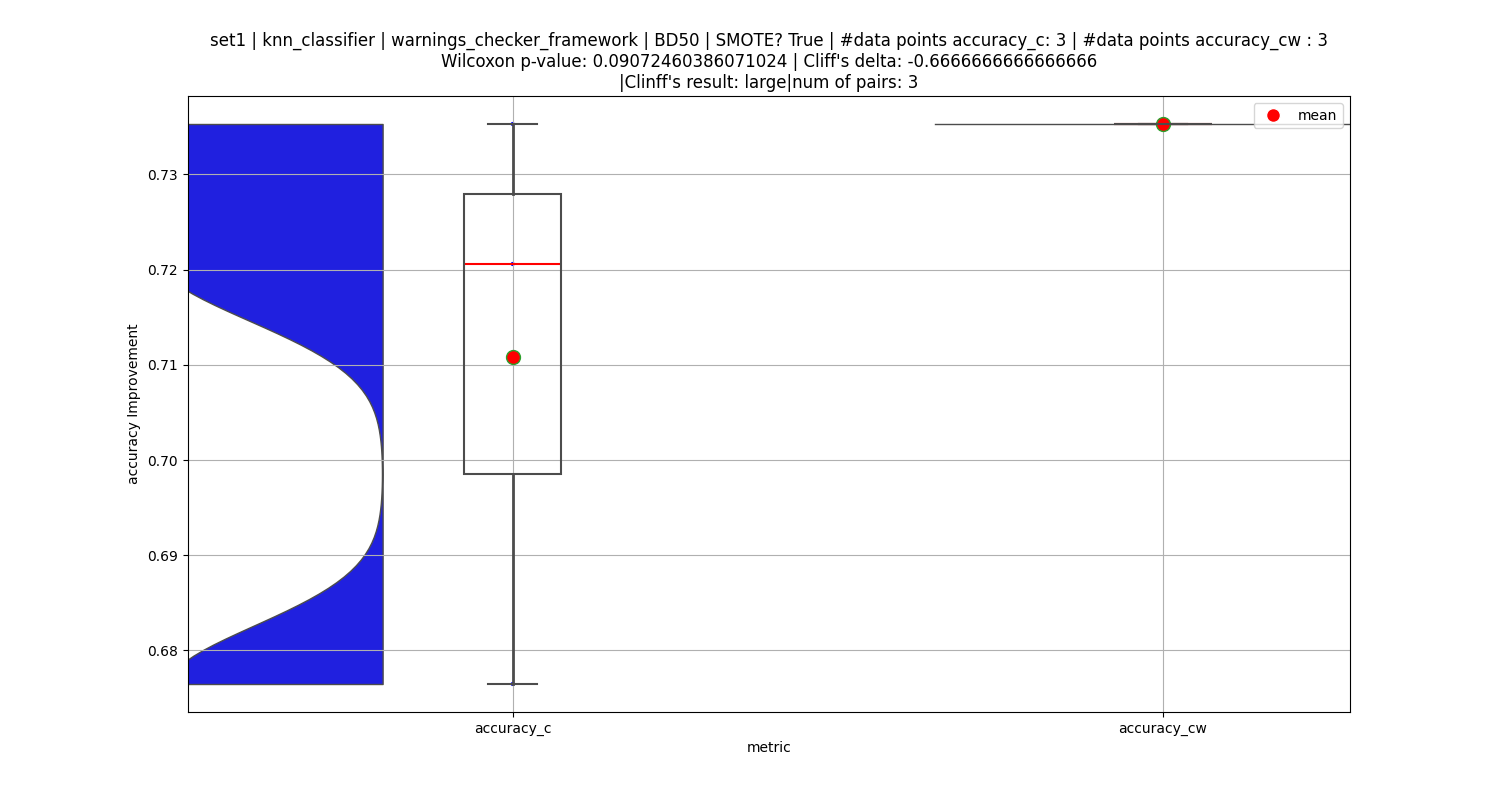 set1 | knn_classifier | warnings_checker_framework | BD50 | SMOTE? True | #data points accuracy_c: 3 | #data points accuracy_cw : 3
Wilcoxon p-value: 0.09072460386071024 | Cliff's delta: -0.6666666666666666
|Clinff's result: large|num of pairs: 3
mean
0.73
0.72
0.71
0.70
0.69
0.68
accuracy Improvement
accuracy_c
accuracy_cw
metric